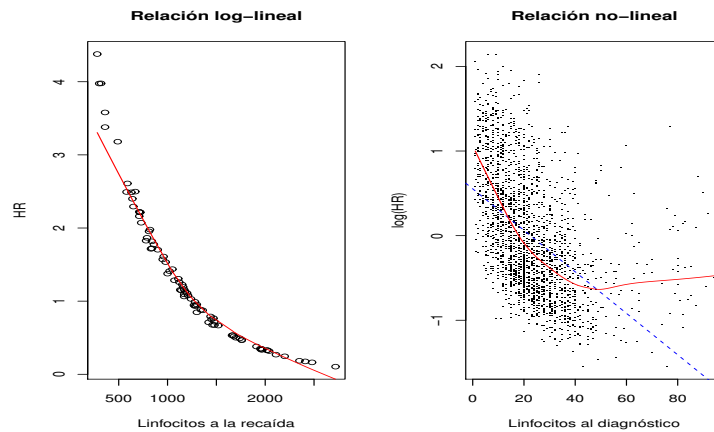 Relación log−lineal
HR
0
1
2
3
4
500
1000
2000
Linfocitos a la recaída
Relación no−lineal
log(HR)
−1
0
1
2
0
20
40
60
80
Linfocitos al diagnóstico